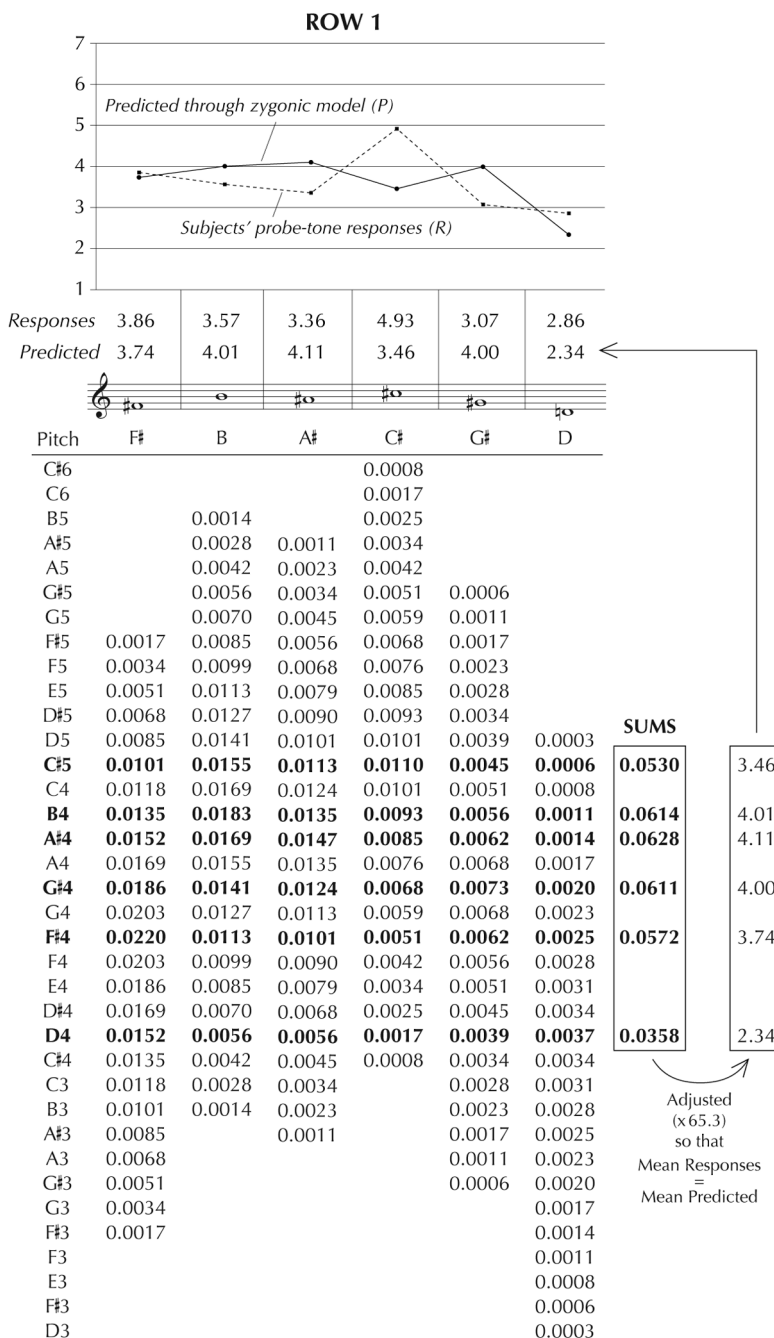 ROW 1
7
6
Predicted through zygonic model (P)
5
4
3
Subjects' probe-tone responses (R)
2
1
Responses 3.86 3.57 3.36 4.93 3.07 2.86
Predicted 3.74 4.01 4.11 3.46 4.00 2.34
Pitch F♯ B A♯ C♯ G♯ D
C♯6 0.0008
C6 0.0017
B5 0.0014 0.0025
A♯5 0.0028 0.0011 0.0034
A5 0.0042 0.0023 0.0042
G♯5 0.0056 0.0034 0.0051 0.0006
G5 0.0070 0.0045 0.0059 0.0011
F♯5 0.0017 0.0085 0.0056 0.0068 0.0017
F5 0.0034 0.0099 0.0068 0.0076 0.0023
E5 0.0051 0.0113 0.0079 0.0085 0.0028
D♯5 0.0068 0.0127 0.0090 0.0093 0.0034
SUMS
D5 0.0085 0.0141 0.0101 0.0101 0.0039 0.0003
C♯5 0.0101 0.0155 0.0113 0.0110 0.0045 0.0006 0.0530 3.46
C4 0.0118 0.0169 0.0124 0.0101 0.0051 0.0008
B4 0.0135 0.0183 0.0135 0.0093 0.0056 0.0011 0.0614 4.01
A♯4 0.0152 0.0169 0.0147 0.0085 0.0062 0.0014 0.0628 4.11
A4 0.0169 0.0155 0.0135 0.0076 0.0068 0.0017
G♯4 0.0186 0.0141 0.0124 0.0068 0.0073 0.0020 0.0611 4.00
G4 0.0203 0.0127 0.0113 0.0059 0.0068 0.0023
F♯4 0.0220 0.0113 0.0101 0.0051 0.0062 0.0025 0.0572 3.74
F4 0.0203 0.0099 0.0090 0.0042 0.0056 0.0028
E4 0.0186 0.0085 0.0079 0.0034 0.0051 0.0031
D♯4 0.0169 0.0070 0.0068 0.0025 0.0045 0.0034
D4 0.0152 0.0056 0.0056 0.0017 0.0039 0.0037 0.0358 2.34
C♯4 0.0135 0.0042 0.0045 0.0008 0.0034 0.0034
C3 0.0118 0.0028 0.0034 0.0028 0.0031
B3 0.0101 0.0014 0.0023 0.0023 0.0028
A♯3 0.0085 0.0011 0.0017 0.0025
A3 0.0068 0.0011 0.0023
G♯3 0.0051 0.0006 0.0020
G3 0.0034 0.0017
F♯3 0.0017 0.0014
F3 0.0011
E3 0.0008
F♯3 0.0006
D3 0.0003
Adjusted
(x 65.3)
so that
Mean Responses
=
Mean Predicted